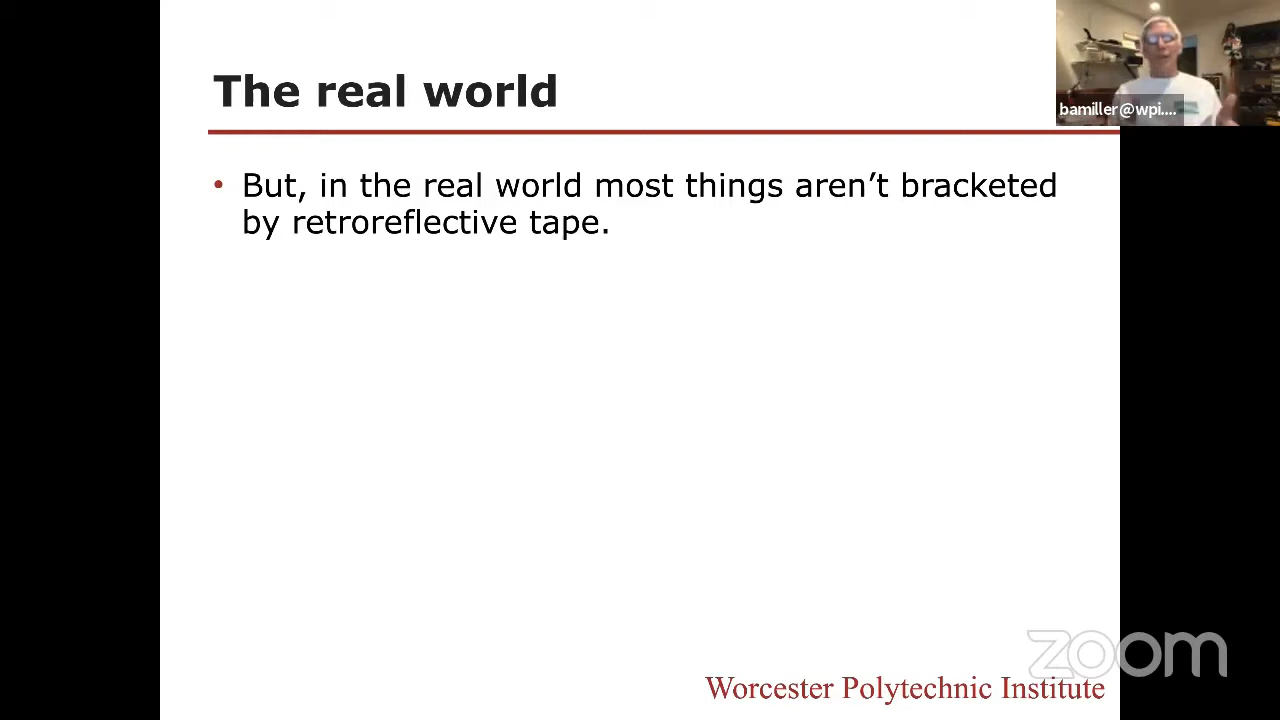 The real world
bamiller@wpi....
• But, in the real world most things aren’t bracketed
by retroreflective tape.
zoom
Worcester Polytechnic Institute